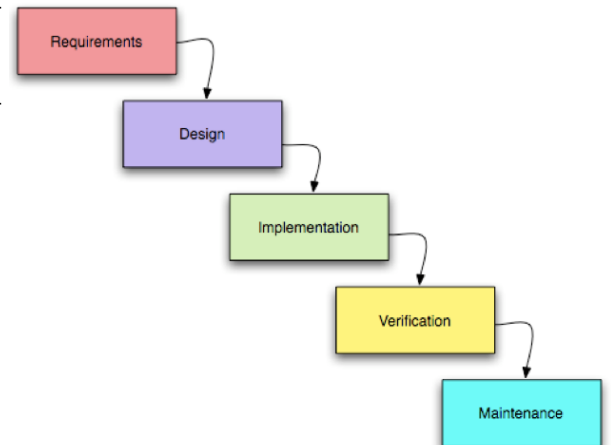 Requirements
Design
Implementation
Verification
Maintenance